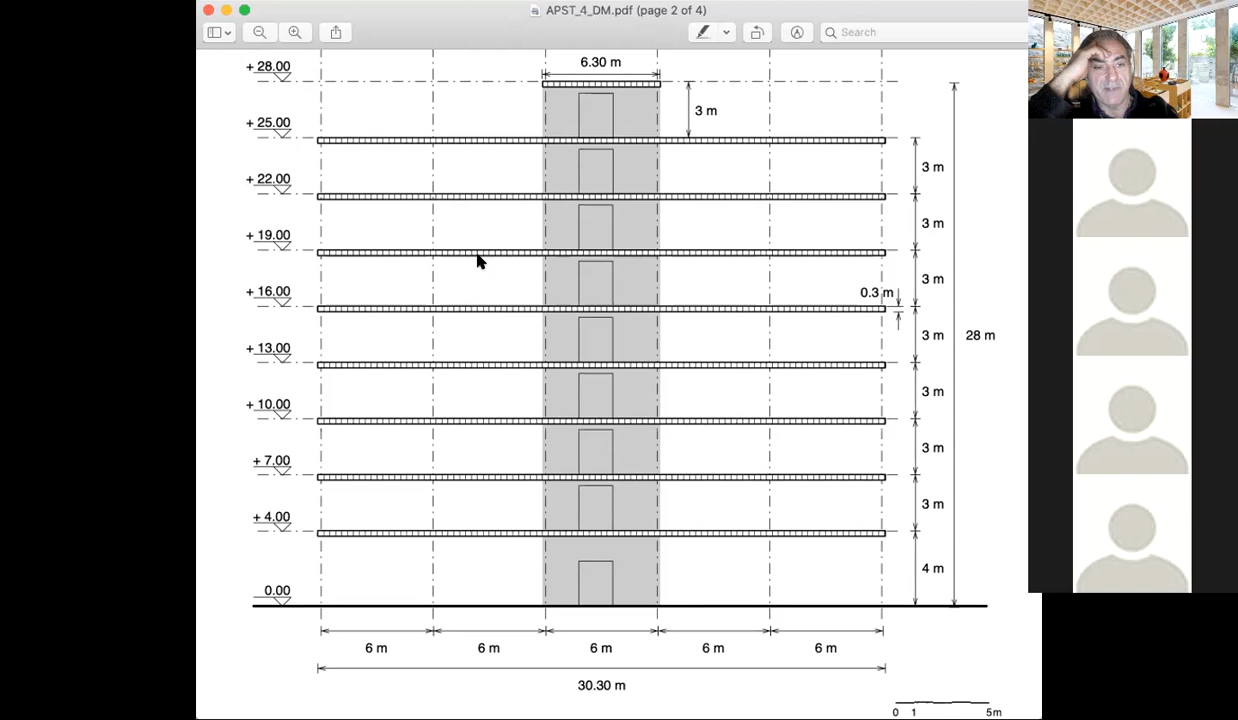 APST_4_DM.pdf (page 2 of 4)
Search
6.30 m
+ 28.00
3 m
+ 25.00
3 m
+ 22.00
3 m
+ 19.00
3 m
+ 16.00
0.3 m
3 m
28 m
+ 13.00
3 m
+ 10.00
3 m
+ 7.00
3 m
+ 4.00
4 m
0.00
6 m 6 m 6 m 6 m 6 m
30.30 m
0 1 5m